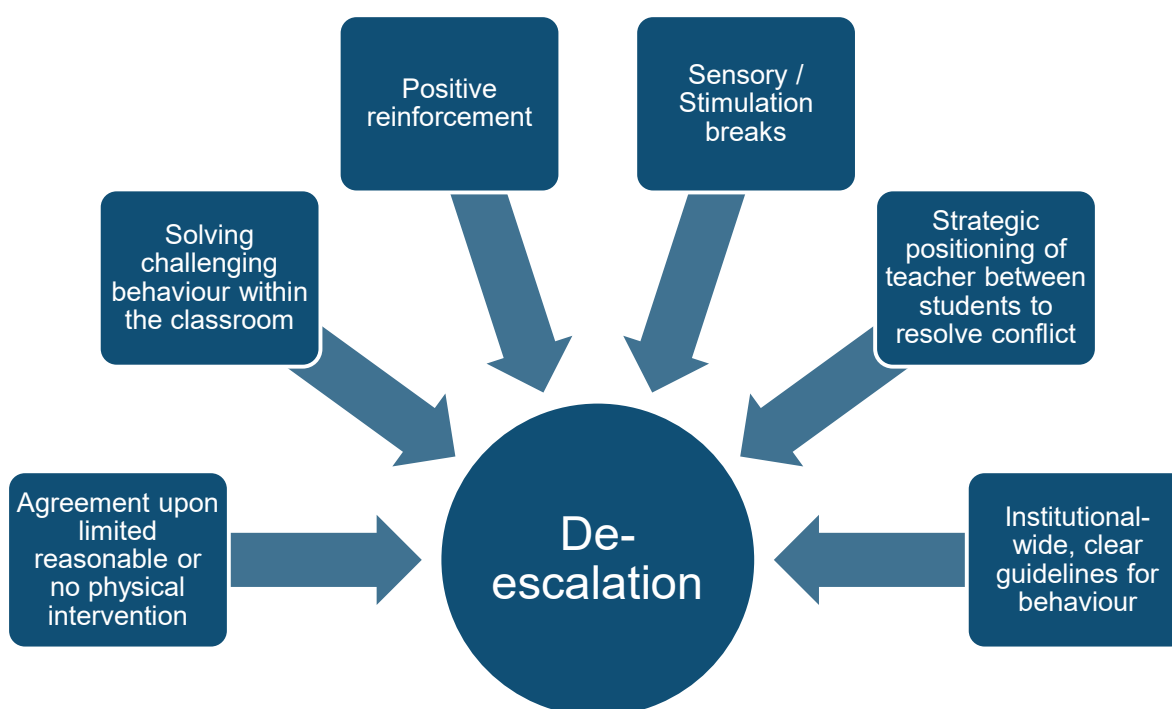 Agreement upon
limited
reasonable or
no physical
intervention
Solving
challenging
behaviour within
the classroom
Positive
reinforcement
Sensory /
Stimulation
breaks
Strategic
positioning of
teacher between
students to
resolve conflict
Institutional-
wide, clear
guidelines for
behaviour
De-
escalation